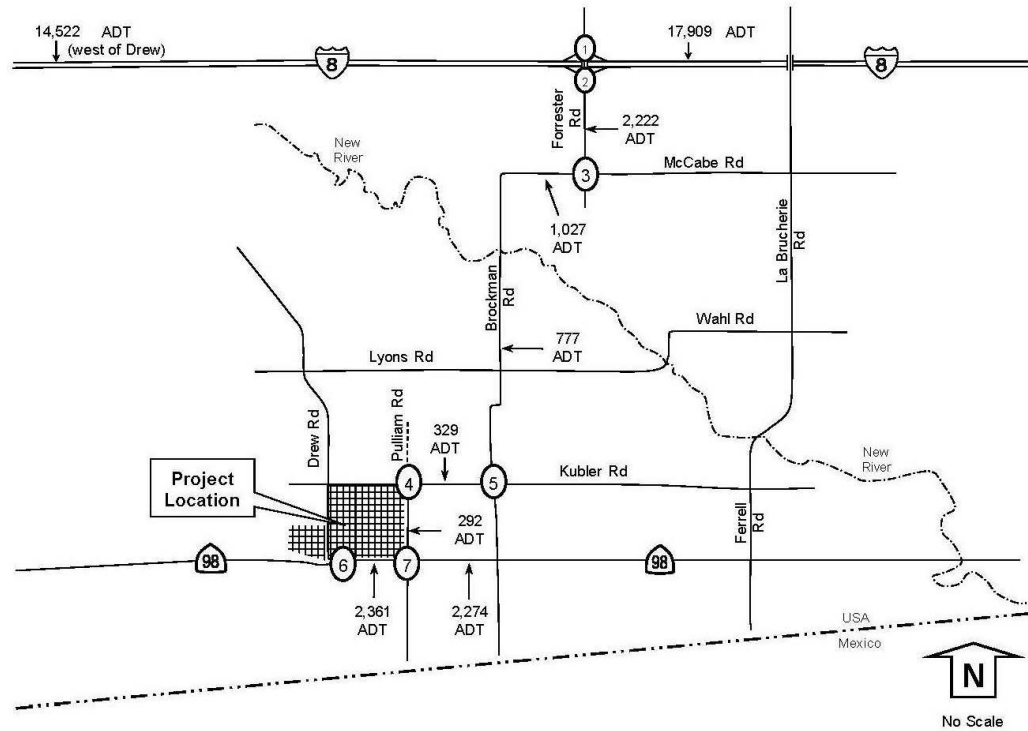 14,522 ADT
(west of Drew)
17,909 ADT
1
8
8
2
Forrester
Rd
2,222
ADT
New
River
McCabe Rd
3
1,027
ADT
La Brucherie
Rd
Brockman
Rd
Wahl Rd
777
ADT
Lyons Rd
Drew Rd
Pulliam Rd
329
ADT
New
River
Project
Location
4
5
Kubler Rd
292
ADT
Ferrell
Rd
98
6
7
98
2,361
ADT
2,274
ADT
USA
Mexico
N
No Scale